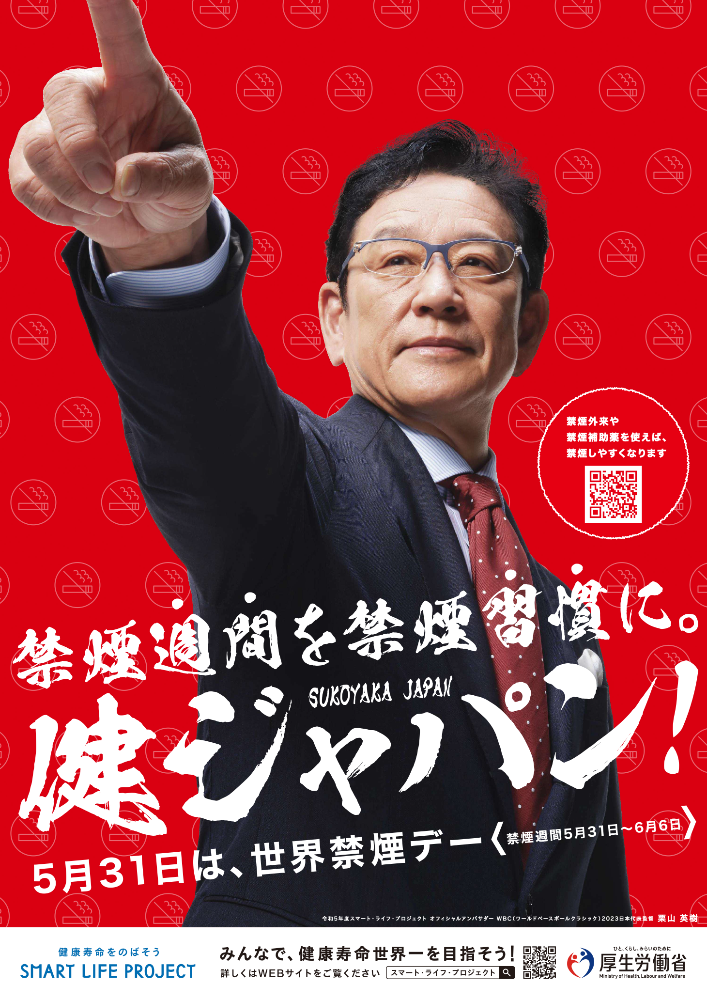 禁煙外来や
禁煙補助薬を使えば、
禁煙しやすくなります
禁煙週間を禁煙習慣に。
SUKOYAKA JAPAN
健ジャパン!
5月31日は、世界禁煙デー〈禁煙週間5月31日~6月6日〉
令和5年度スマート・ライフ・プロジェクト オフィシャルアンバサダー WBC(ワールドベースボールクラシック)2023日本代表監督 栗山 英樹
健康寿命をのばそう
SMART LIFE PROJECT
みんなで、健康寿命世界一を目指そう!
詳しくはWEBサイトをご覧ください スマート・ライフ・プロジェクト
ひと、くらし、みらいのために
厚生労働省
Ministry of Health, Labour and Welfare